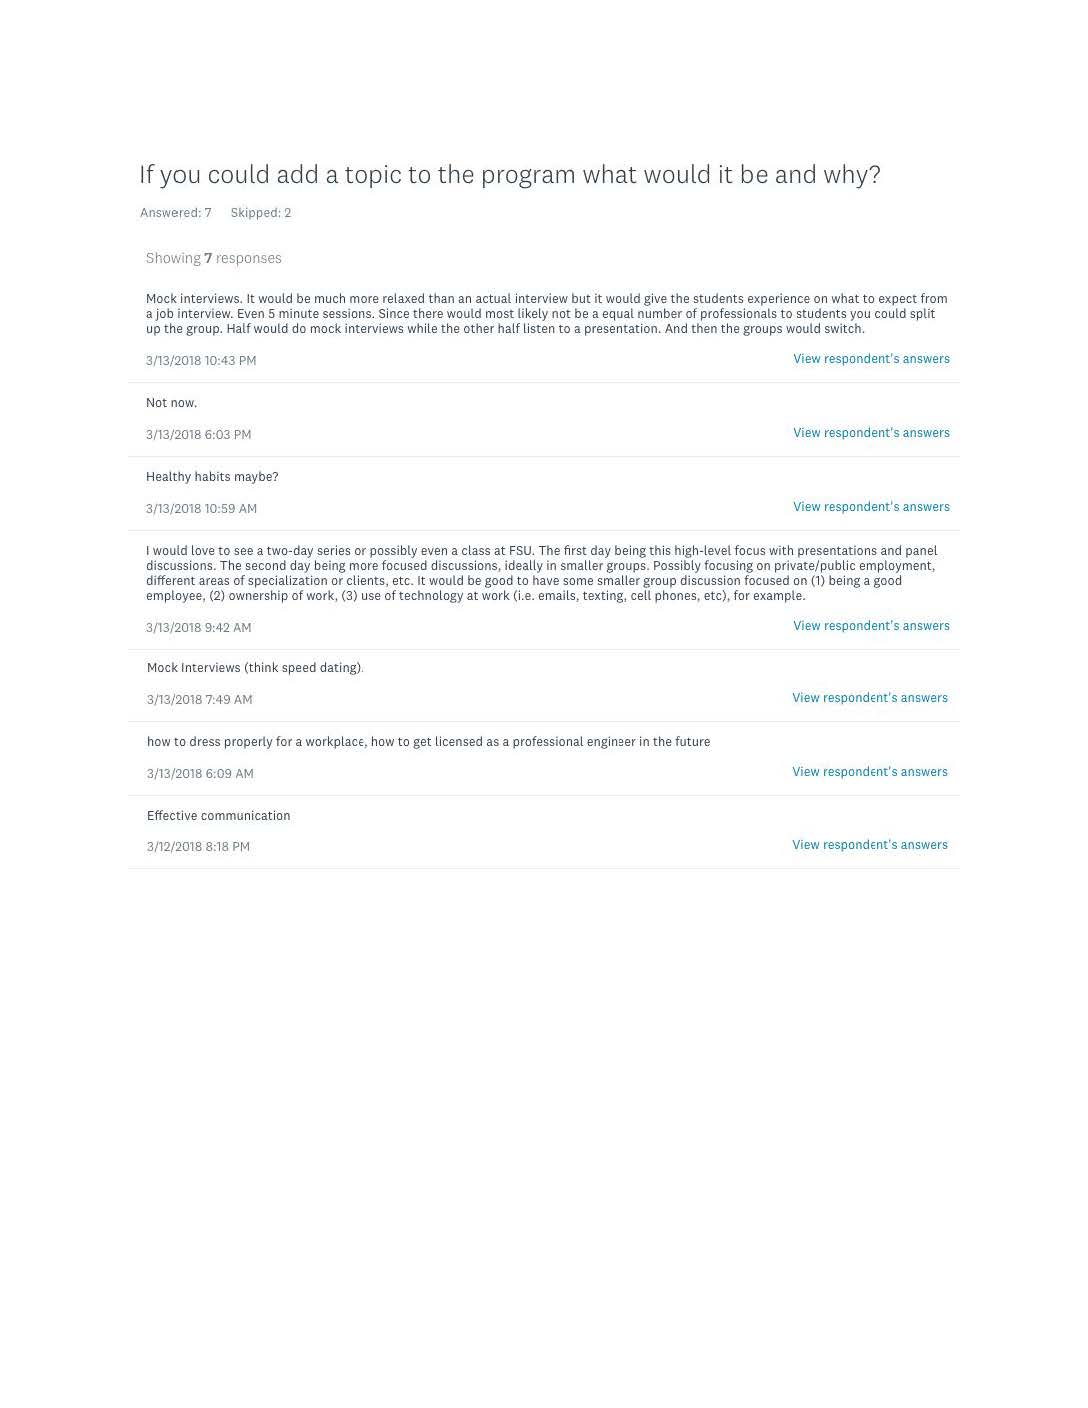 If you could add a topic to the program what would it be and why?
Answered: 7 Skipped: 2
Showing 7 responses
Mock interviews. It would be much more relaxed than an actual interview but it would give the students experience on what to expect from
a job interview. Even 5 minute sessions. Since there would most likely not be a equal number of professionals to students you could split
up the group. Half would do mock interviews while the other half listen to a presentation. And then the groups would switch.
3/13/2018 10:43 PM View respondent's answers
Not now.
3/13/2018 6:03 PM View respondent's answers
Healthy habits maybe?
3/13/2018 10:59 AM View respondent's answers
I would love to see a two-day series or possibly even a class at FSU. The first day being this high-level focus with presentations and panel
discussions. The second day being more focused discussions, ideally in smaller groups. Possibly focusing on private/public employment,
different areas of specialization or clients, etc. It would be good to have some smaller group discussion focused on (1) being a good
employee, (2) ownership of work, (3) use of technology at work (i.e. emails, texting, cell phones, etc), for example.
3/13/2018 9:42 AM View respondent's answers
Mock Interviews (think speed dating).
3/13/2018 7:49 AM View respondent's answers
how to dress properly for a workplace, how to get licensed as a professional engineer in the future
3/13/2018 6:09 AM View respondent's answers
Effective communication
3/12/2018 8:18 PM View respondent's answers